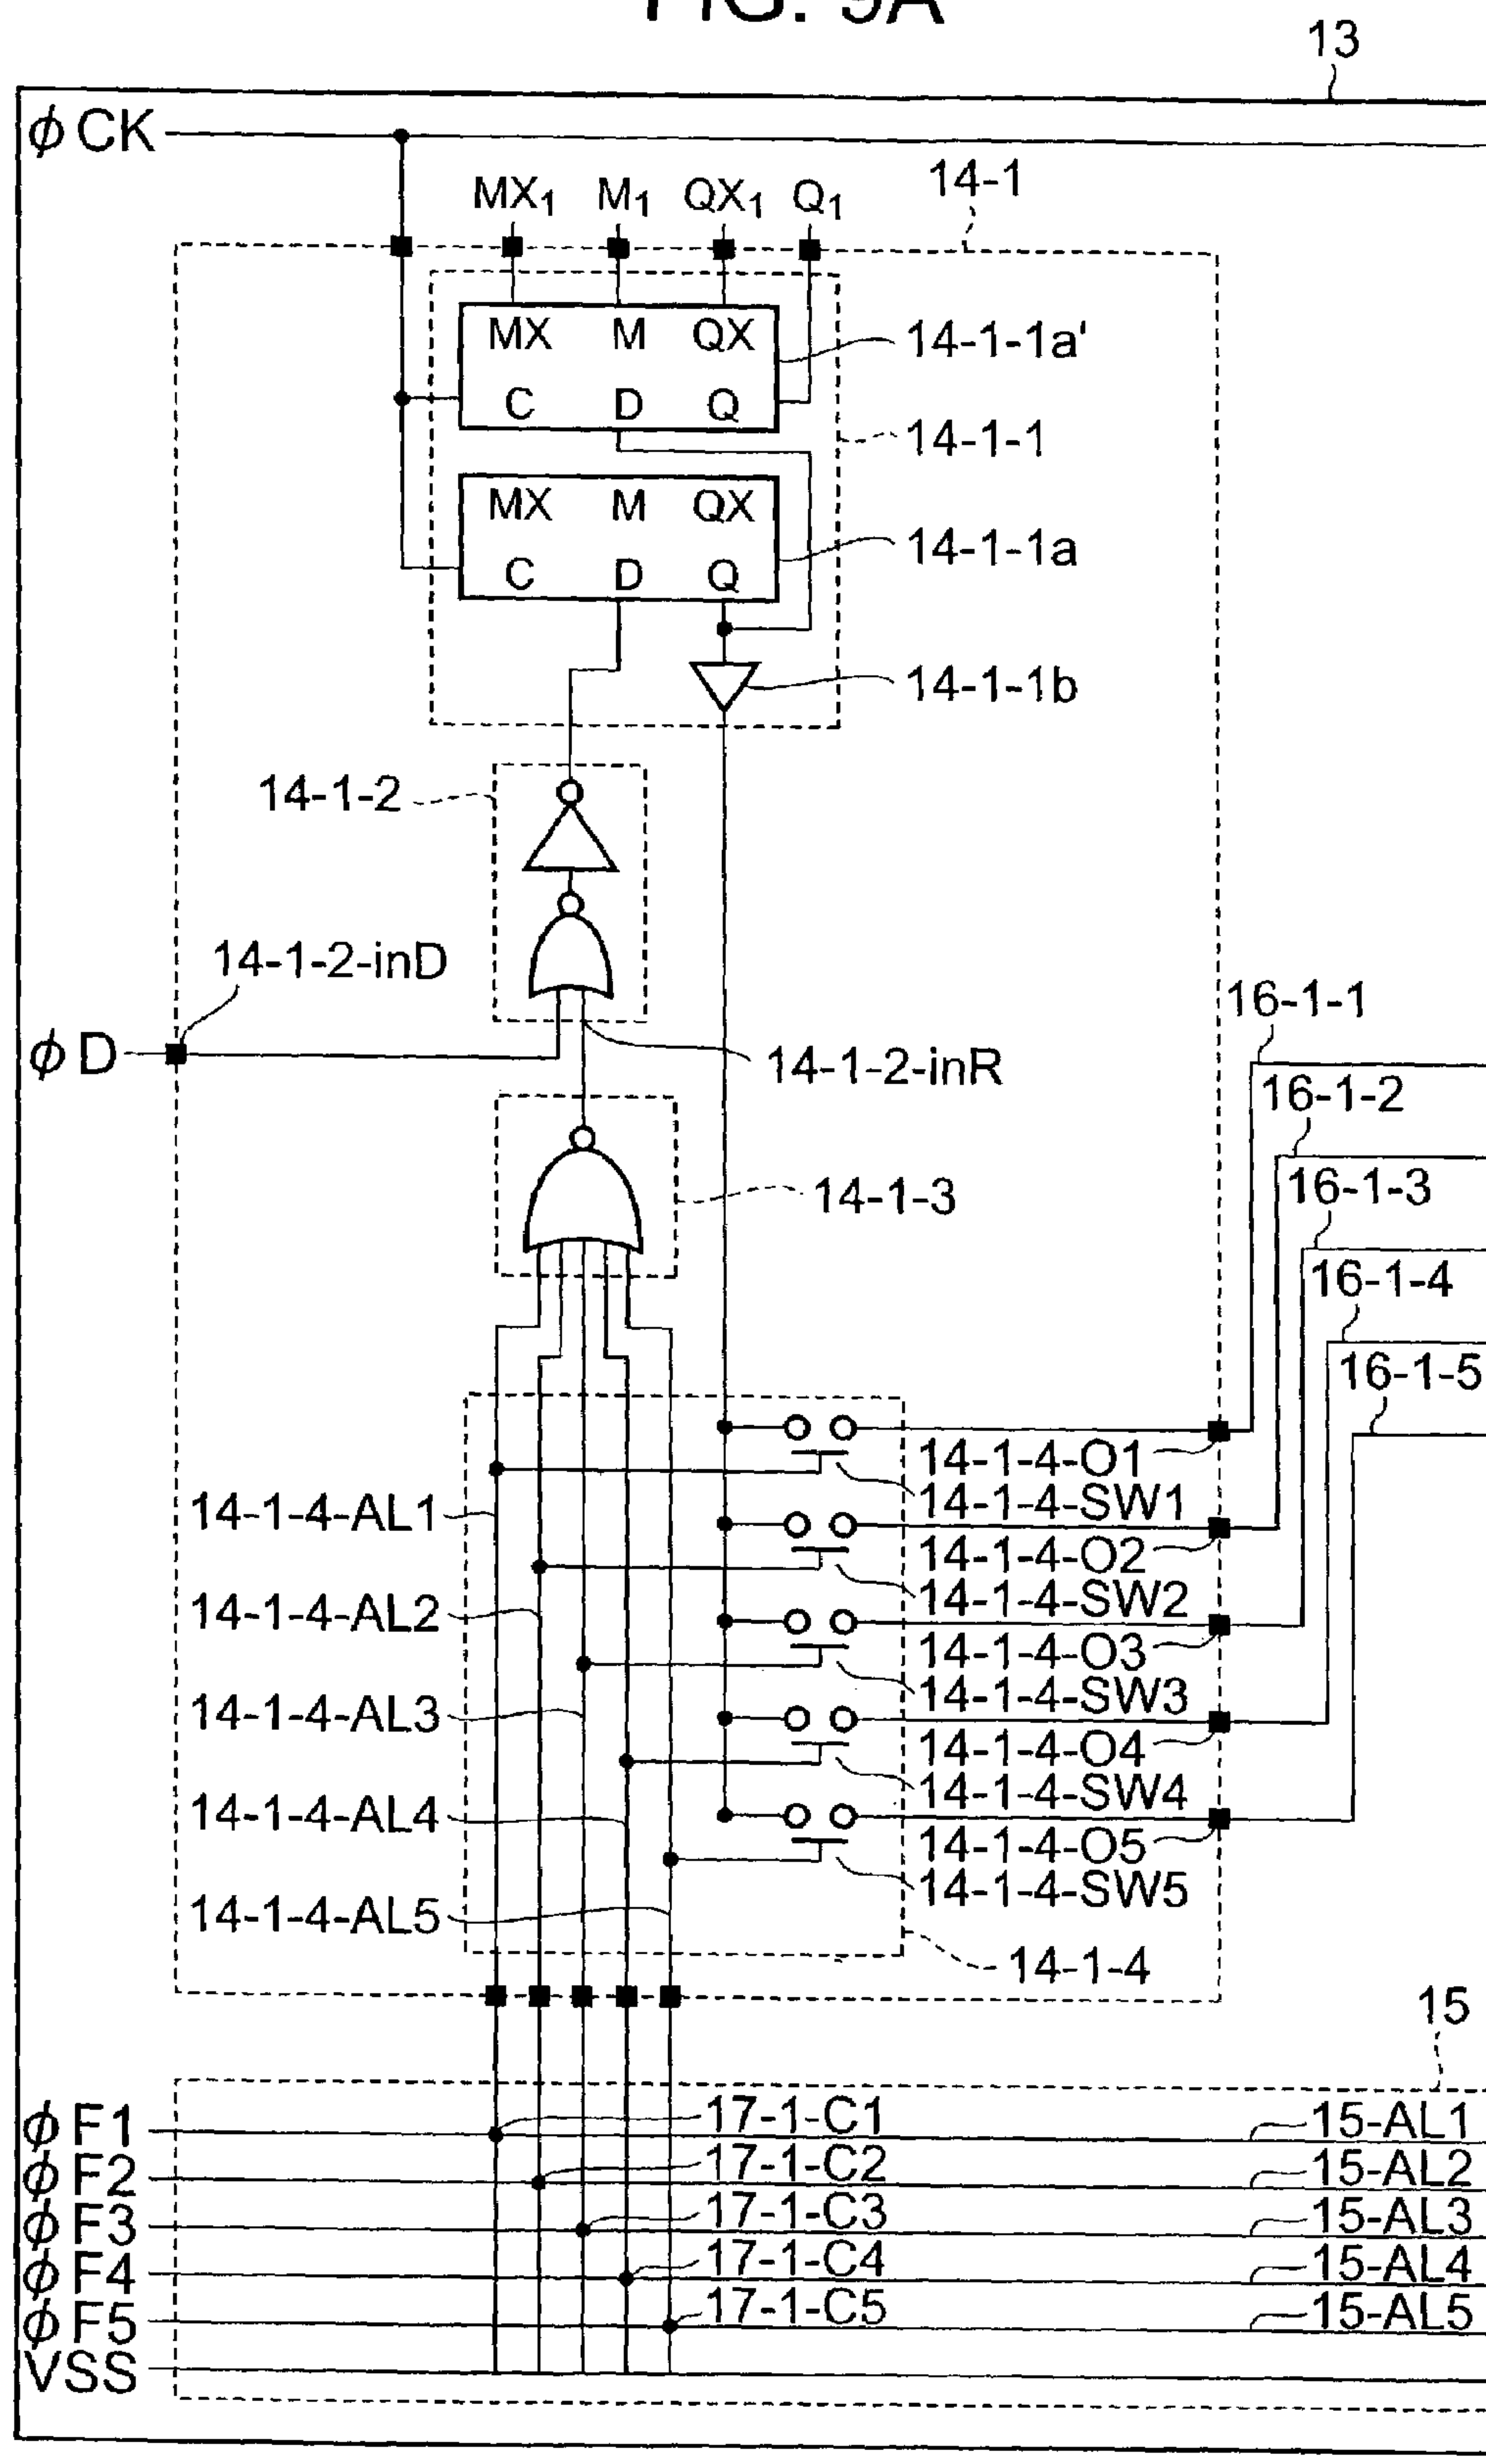 FIG. 9A
13
ϕCK
14-1
MX1 M1 QX1 Q1
MX M QX
C D Q
14-1-1a'
14-1-1
MX M QX
C D Q
14-1-1a
14-1-1b
14-1-2
14-1-2-inD
ϕD
14-1-2-inR
14-1-3
16-1-1
16-1-2
16-1-3
16-1-4
16-1-5
14-1-4-O1
14-1-4-SW1
14-1-4-AL1
14-1-4-O2
14-1-4-SW2
14-1-4-AL2
14-1-4-O3
14-1-4-SW3
14-1-4-AL3
14-1-4-O4
14-1-4-SW4
14-1-4-AL4
14-1-4-O5
14-1-4-SW5
14-1-4-AL5
14-1-4
15
ϕF1 17-1-C1 15-AL1
ϕF2 17-1-C2 15-AL2
ϕF3 17-1-C3 15-AL3
ϕF4 17-1-C4 15-AL4
ϕF5 17-1-C5 15-AL5
VSS